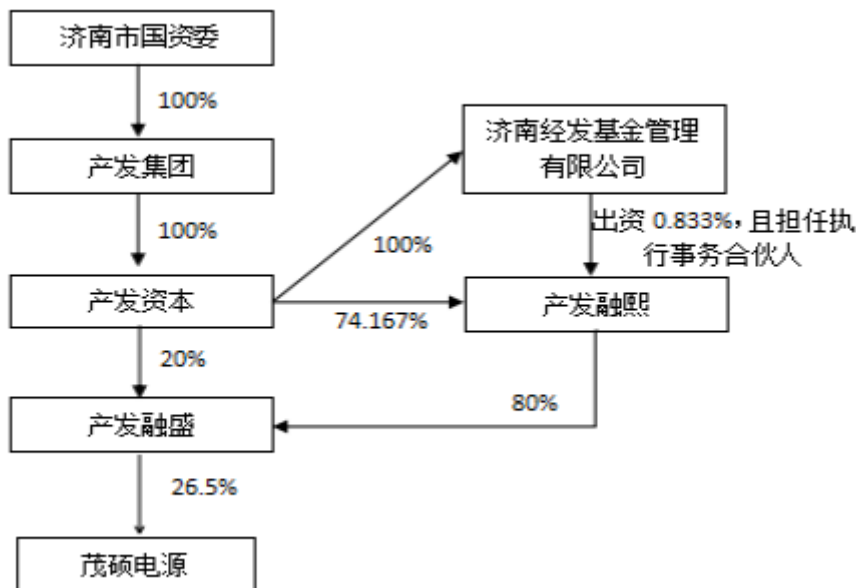 济南市国资委
100%
产发集团
济南经发基金管理
有限公司
100%
100%
出资 0.833%，且担任执
行事务合伙人
产发资本
74.167%
产发融熙
20%
80%
产发融盛
26.5%
茂硕电源